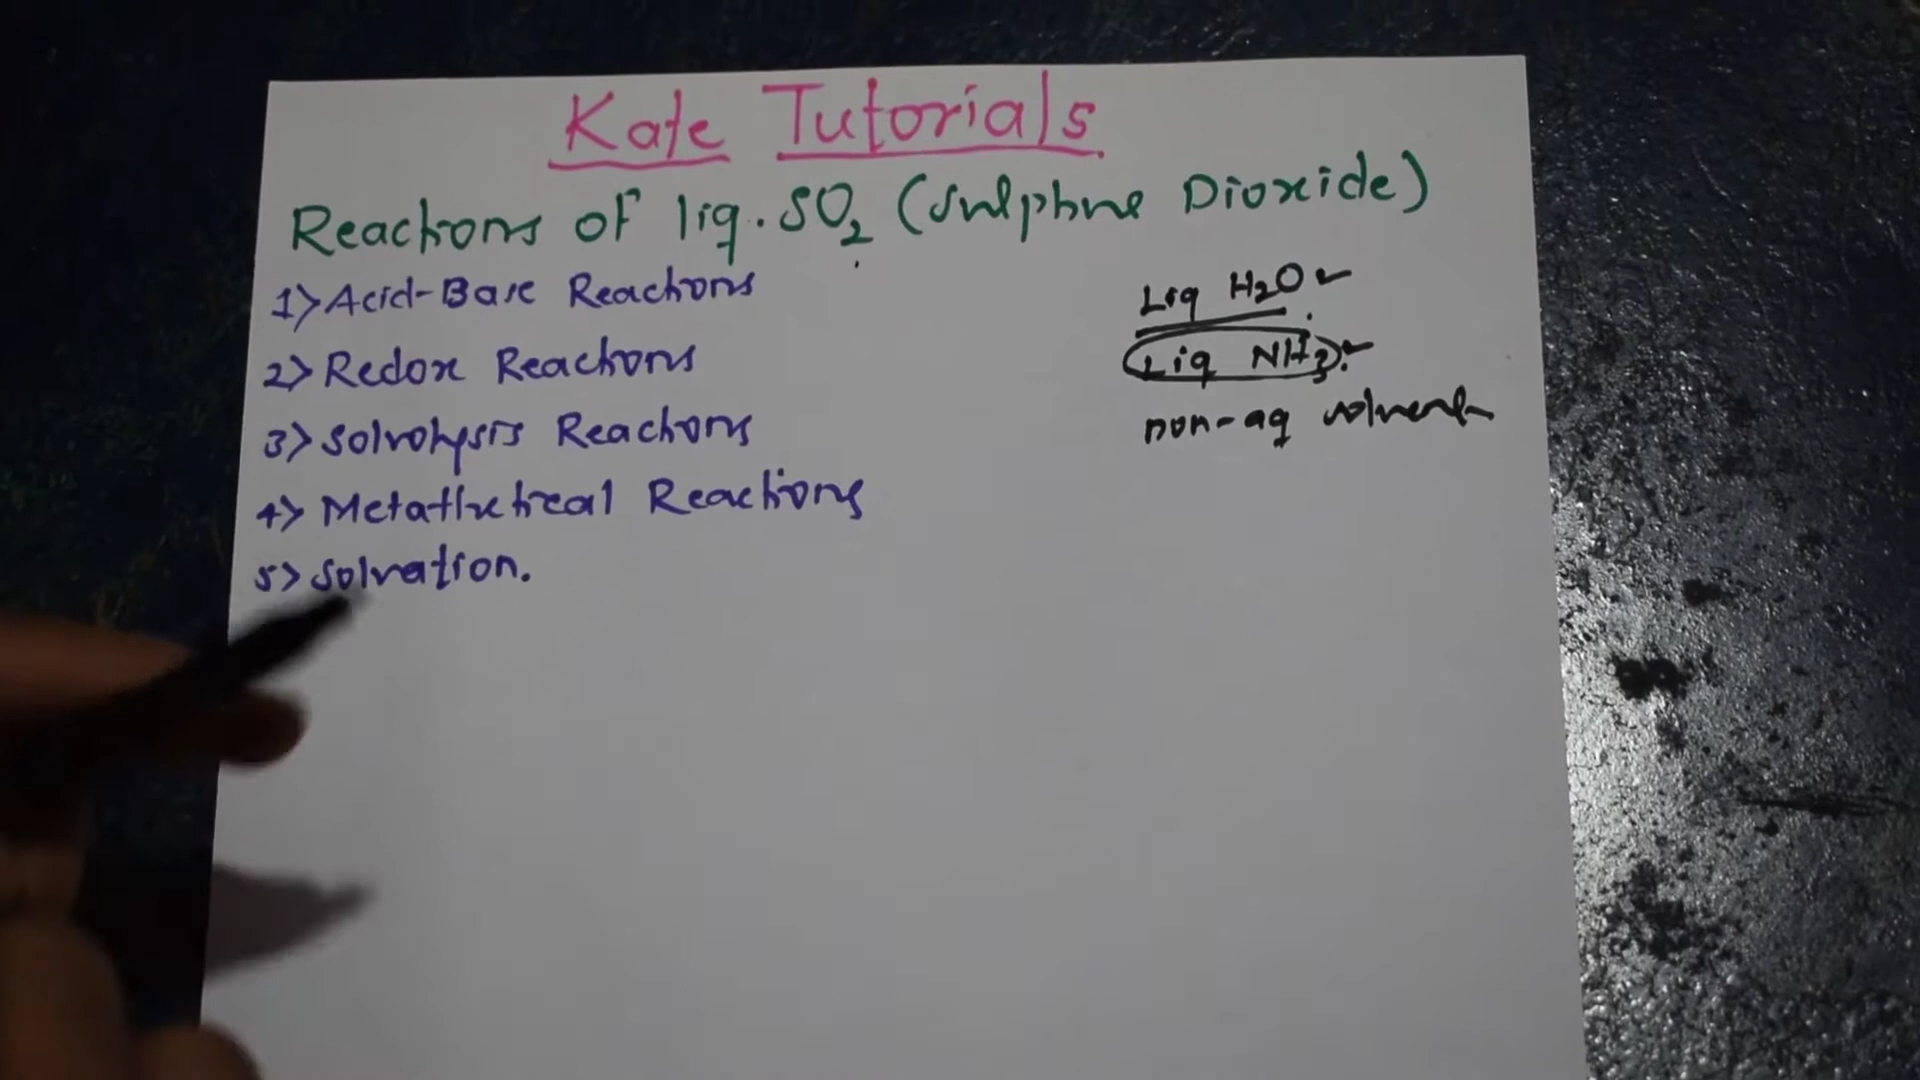 Kate Tutorials
Reactions of liq. SO₂ (Sulphur Dioxide)
1> Acid-Base Reactions
2> Redox Reactions
3> Solvolysis Reactions
4> Metathetical Reactions
5> Solvation.
Liq H₂O ✓
Liq NH₃ ✓
non-aq solvent